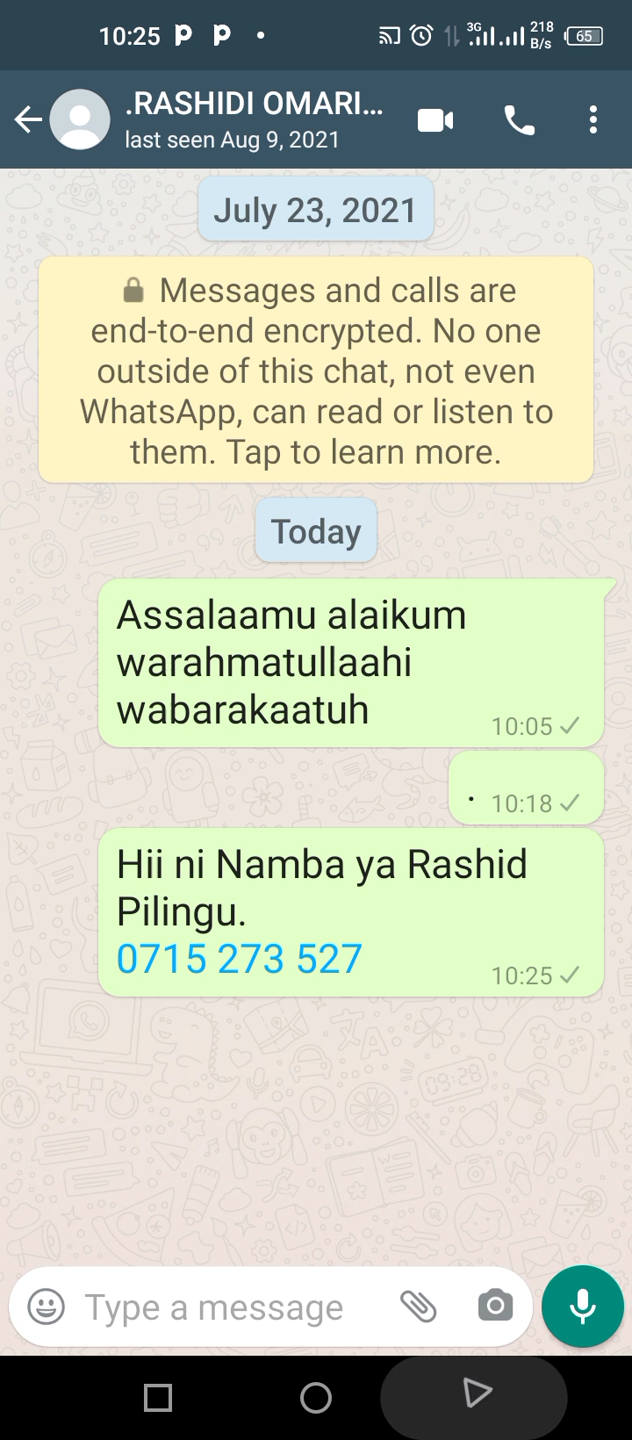 10:25 P P •
3G 218 B/s 65
.RASHIDI OMARI...
last seen Aug 9, 2021
July 23, 2021
Messages and calls are
end-to-end encrypted. No one
outside of this chat, not even
WhatsApp, can read or listen to
them. Tap to learn more.
Today
Assalaamu alaikum
warahmatullaahi
wabarakaatuh
10:05
. 10:18
Hii ni Namba ya Rashid
Pilingu.
0715 273 527
10:25
Type a message